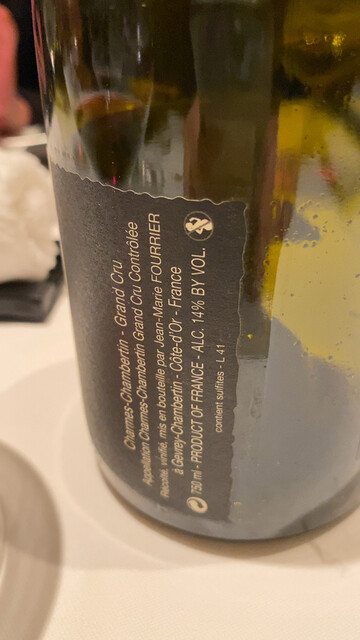 Charmes-Chambertin - Grand Cru
Appellation Charmes-Chambertin Grand Cru Contrôlée
Récolté, vinifié, mis en bouteille par Jean-Marie FOURRIER
à Gevrey-Chambertin - Côte-d'Or - France
750 ml - PRODUCT OF FRANCE - ALC. 14% BY VOL.
contient sulfites - L 41